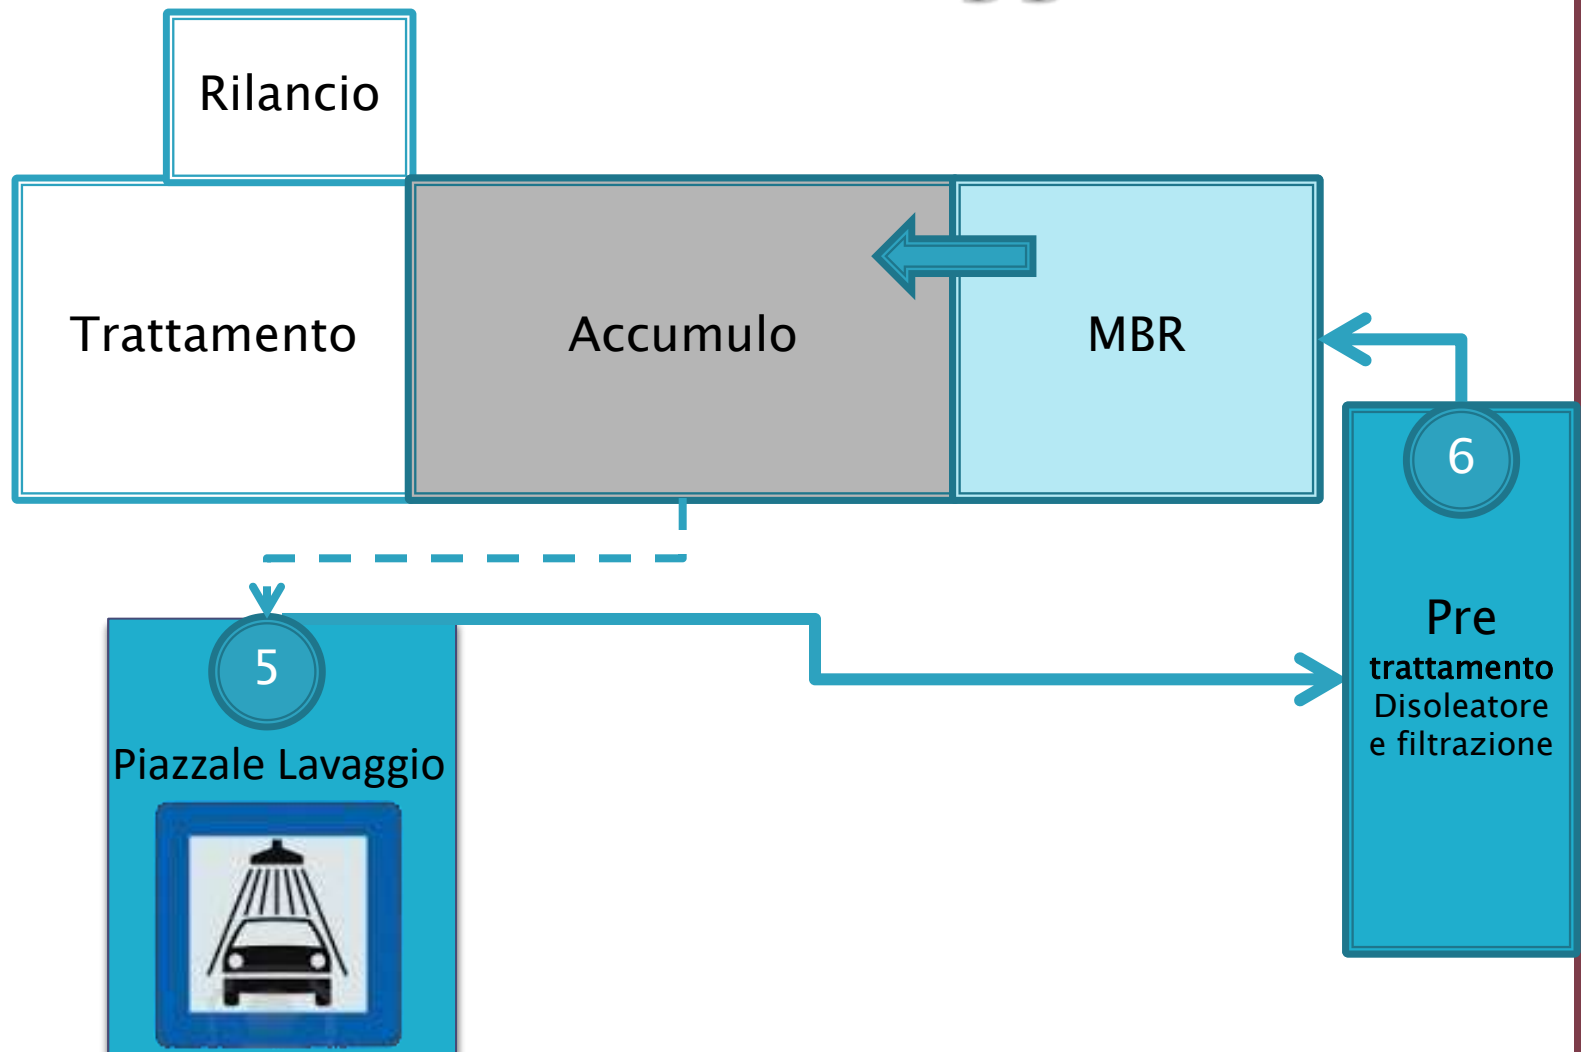 Rilancio
Trattamento
Accumulo
MBR
6
Pre
trattamento
Disoleatore
e filtrazione
5
Piazzale Lavaggio